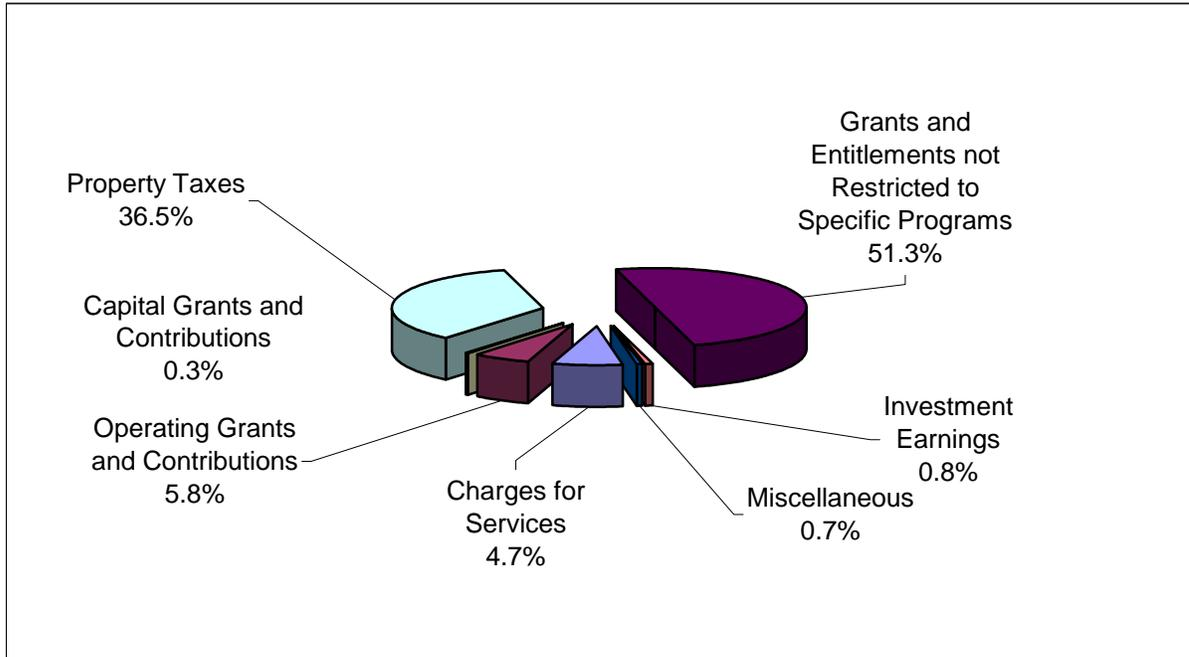 Grants and
Entitlements not
Restricted to
Specific Programs
51.3%
Property Taxes
36.5%
Capital Grants and
Contributions
0.3%
Operating Grants
and Contributions
5.8%
Charges for
Services
4.7%
Miscellaneous
0.7%
Investment
Earnings
0.8%